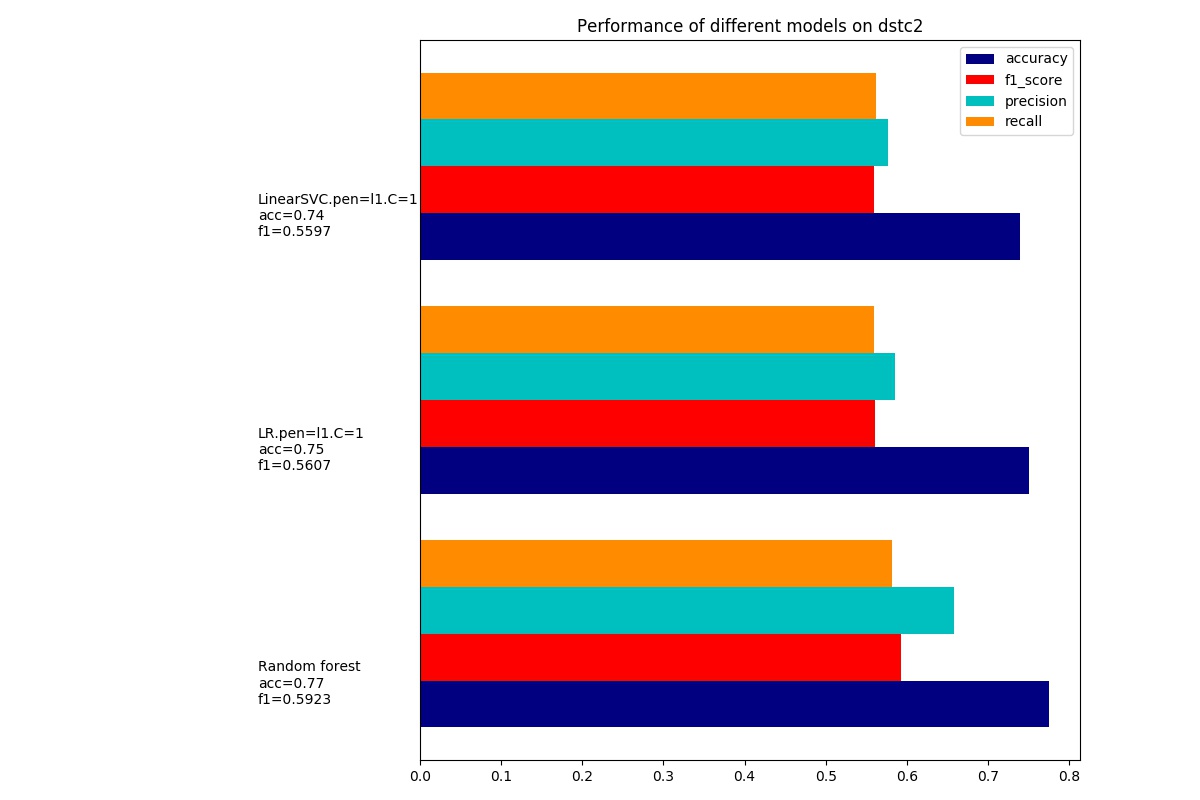 Performance of different models on dstc2
accuracy
f1_score
precision
recall
LinearSVC.pen=l1.C=1
acc=0.74
f1=0.5597
LR.pen=l1.C=1
acc=0.75
f1=0.5607
Random forest
acc=0.77
f1=0.5923
0.0 0.1 0.2 0.3 0.4 0.5 0.6 0.7 0.8